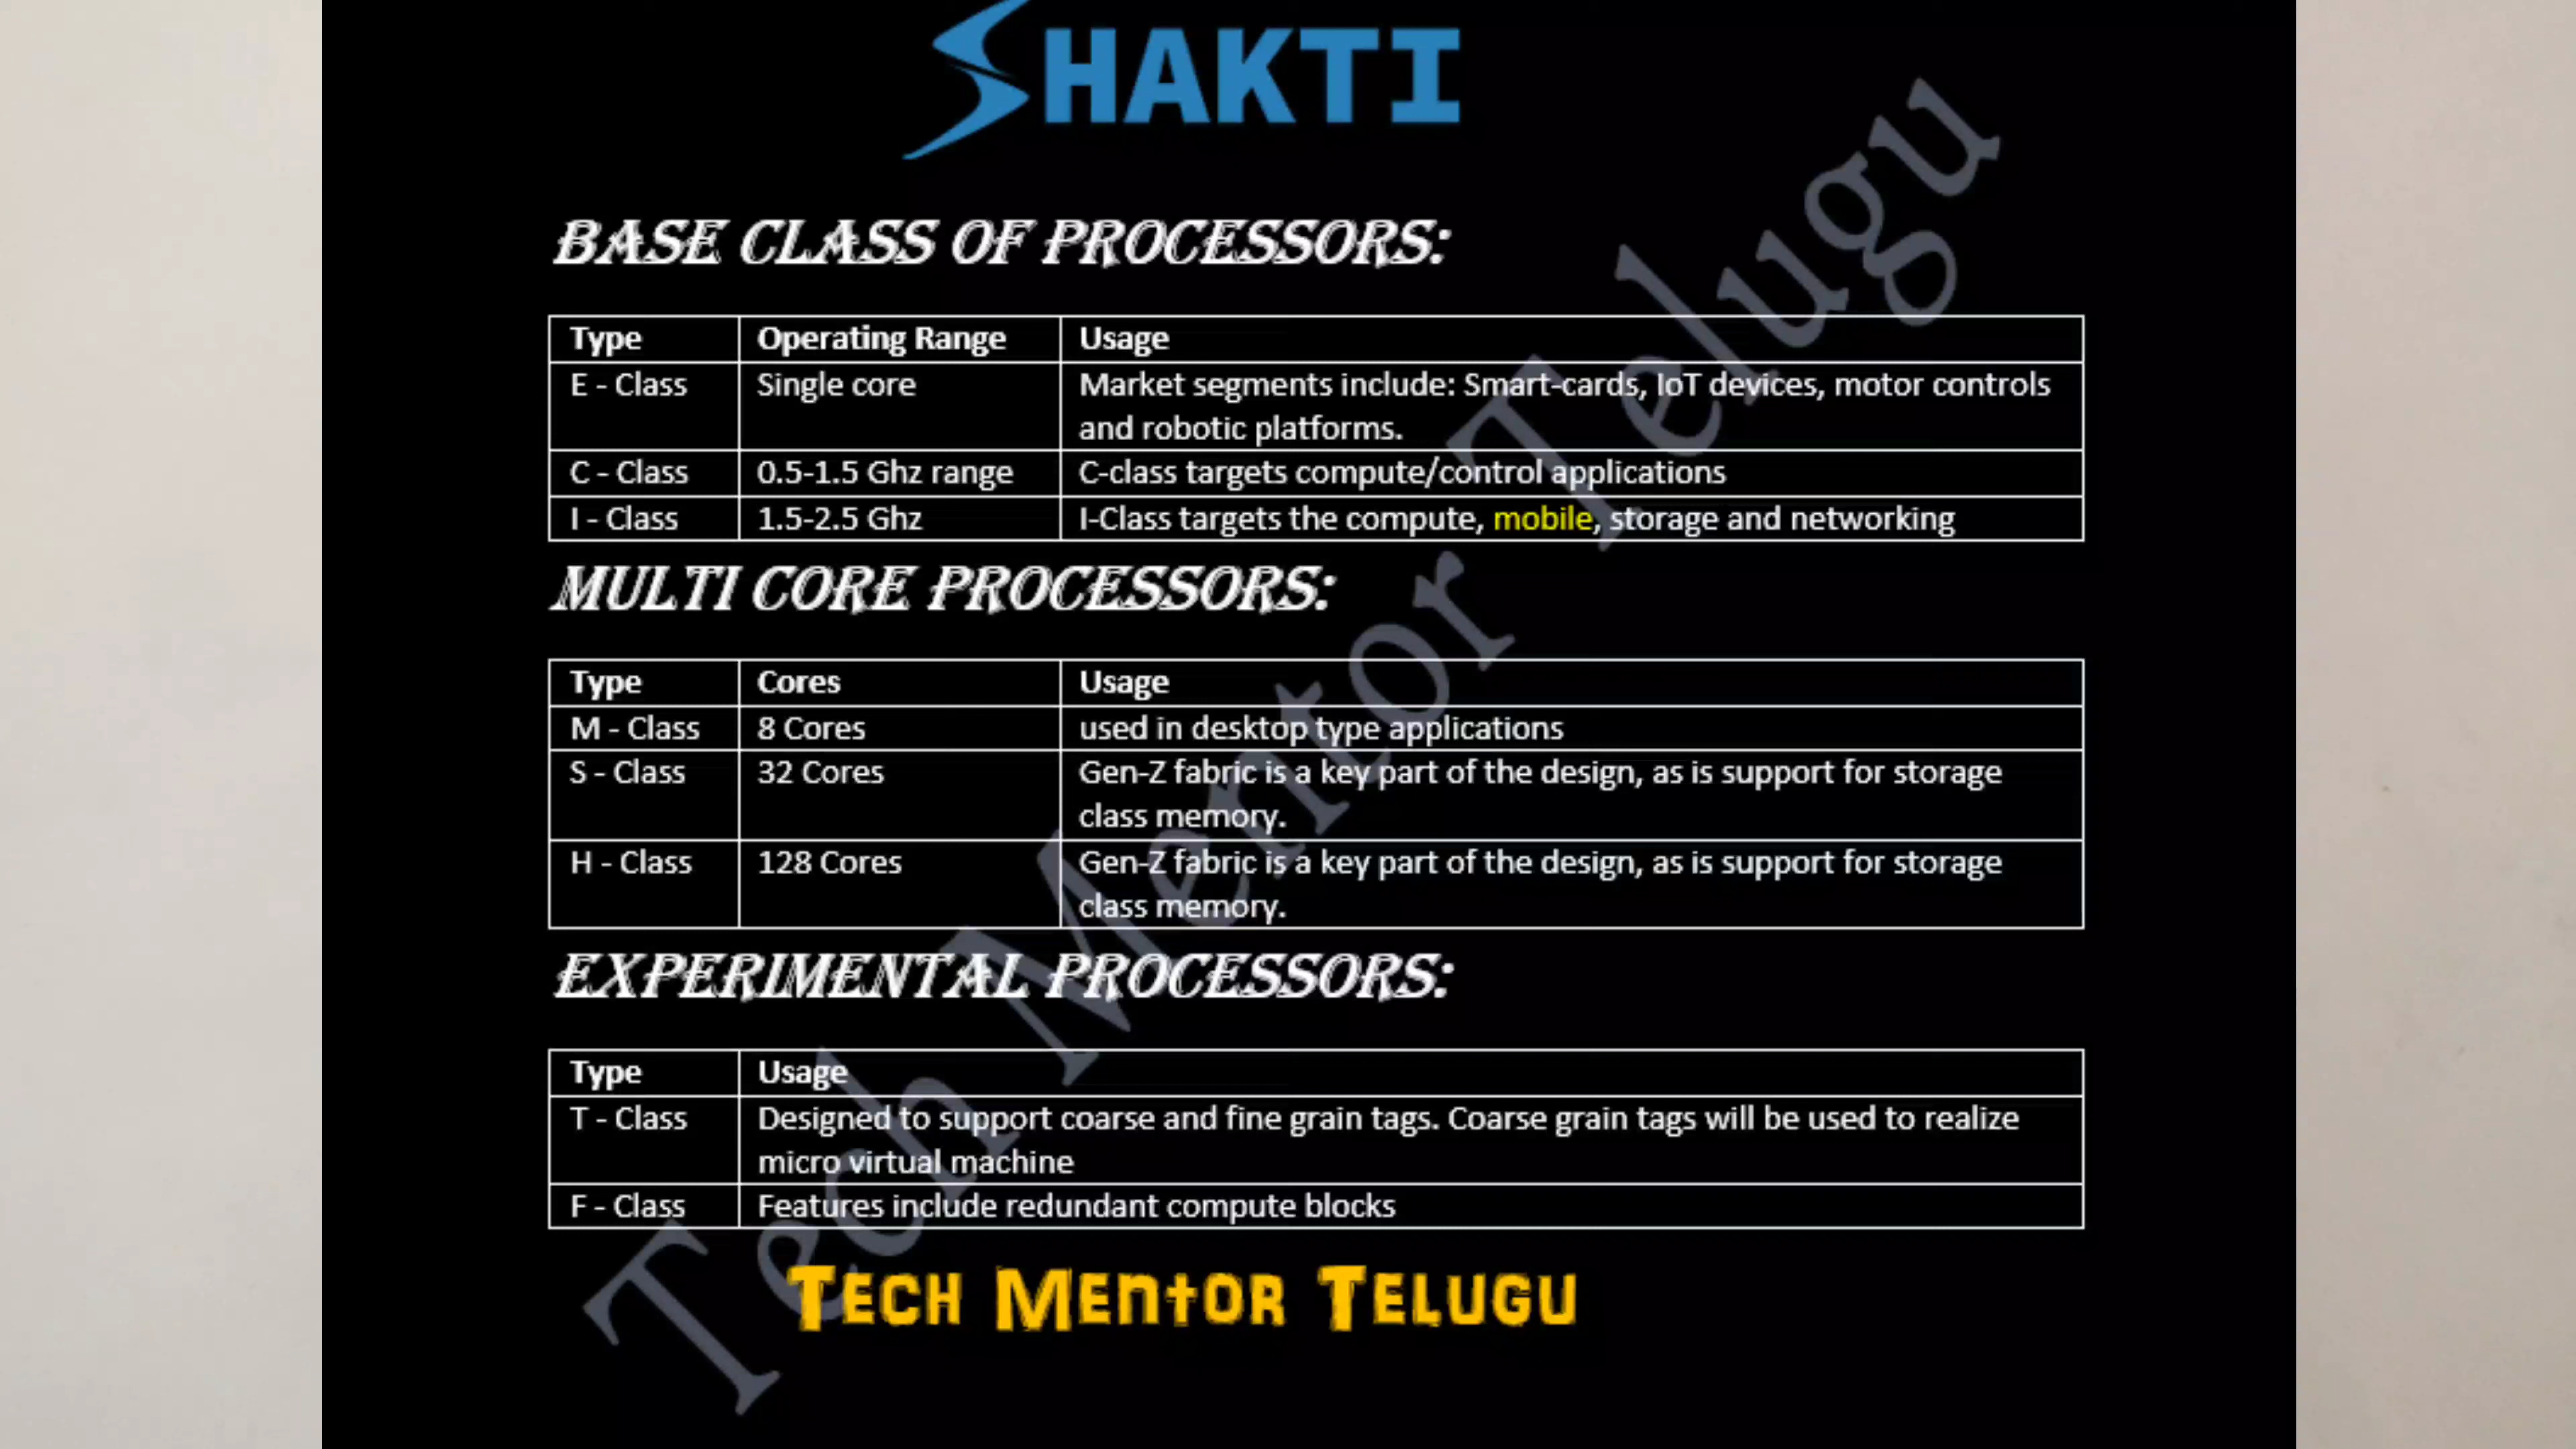 SHAKTI
BASE CLASS OF PROCESSORS:
Type Operating Range Usage
E - Class Single core Market segments include: Smart-cards, IoT devices, motor controls
and robotic platforms.
C - Class 0.5-1.5 Ghz range C-class targets compute/control applications
I - Class 1.5-2.5 Ghz I-Class targets the compute, mobile, storage and networking
MULTI CORE PROCESSORS:
Type Cores Usage
M - Class 8 Cores used in desktop type applications
S - Class 32 Cores Gen-Z fabric is a key part of the design, as is support for storage
class memory.
H - Class 128 Cores Gen-Z fabric is a key part of the design, as is support for storage
class memory.
EXPERIMENTAL PROCESSORS:
Type Usage
T - Class Designed to support coarse and fine grain tags. Coarse grain tags will be used to realize
micro virtual machine
F - Class Features include redundant compute blocks
TECH MENTOR TELUGU
Tech Mentor Telugu